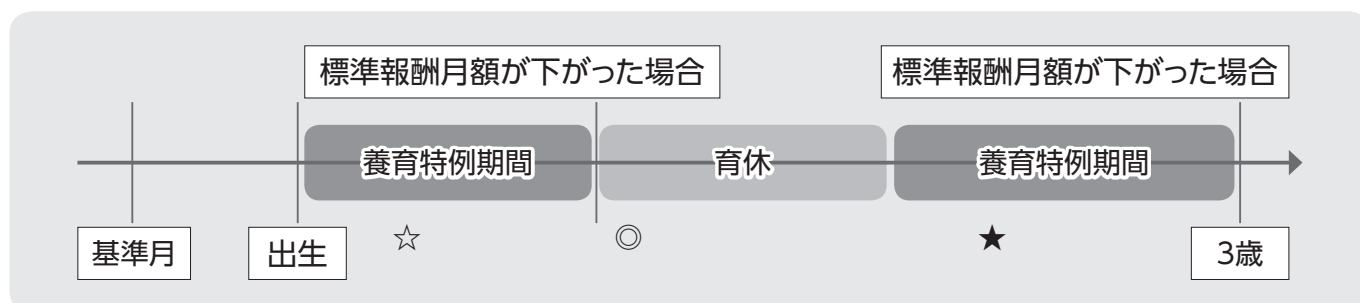 標準報酬月額が下がった場合
標準報酬月額が下がった場合
養育特例期間
育休
養育特例期間
基準月
出生
☆
◎
★
3歳